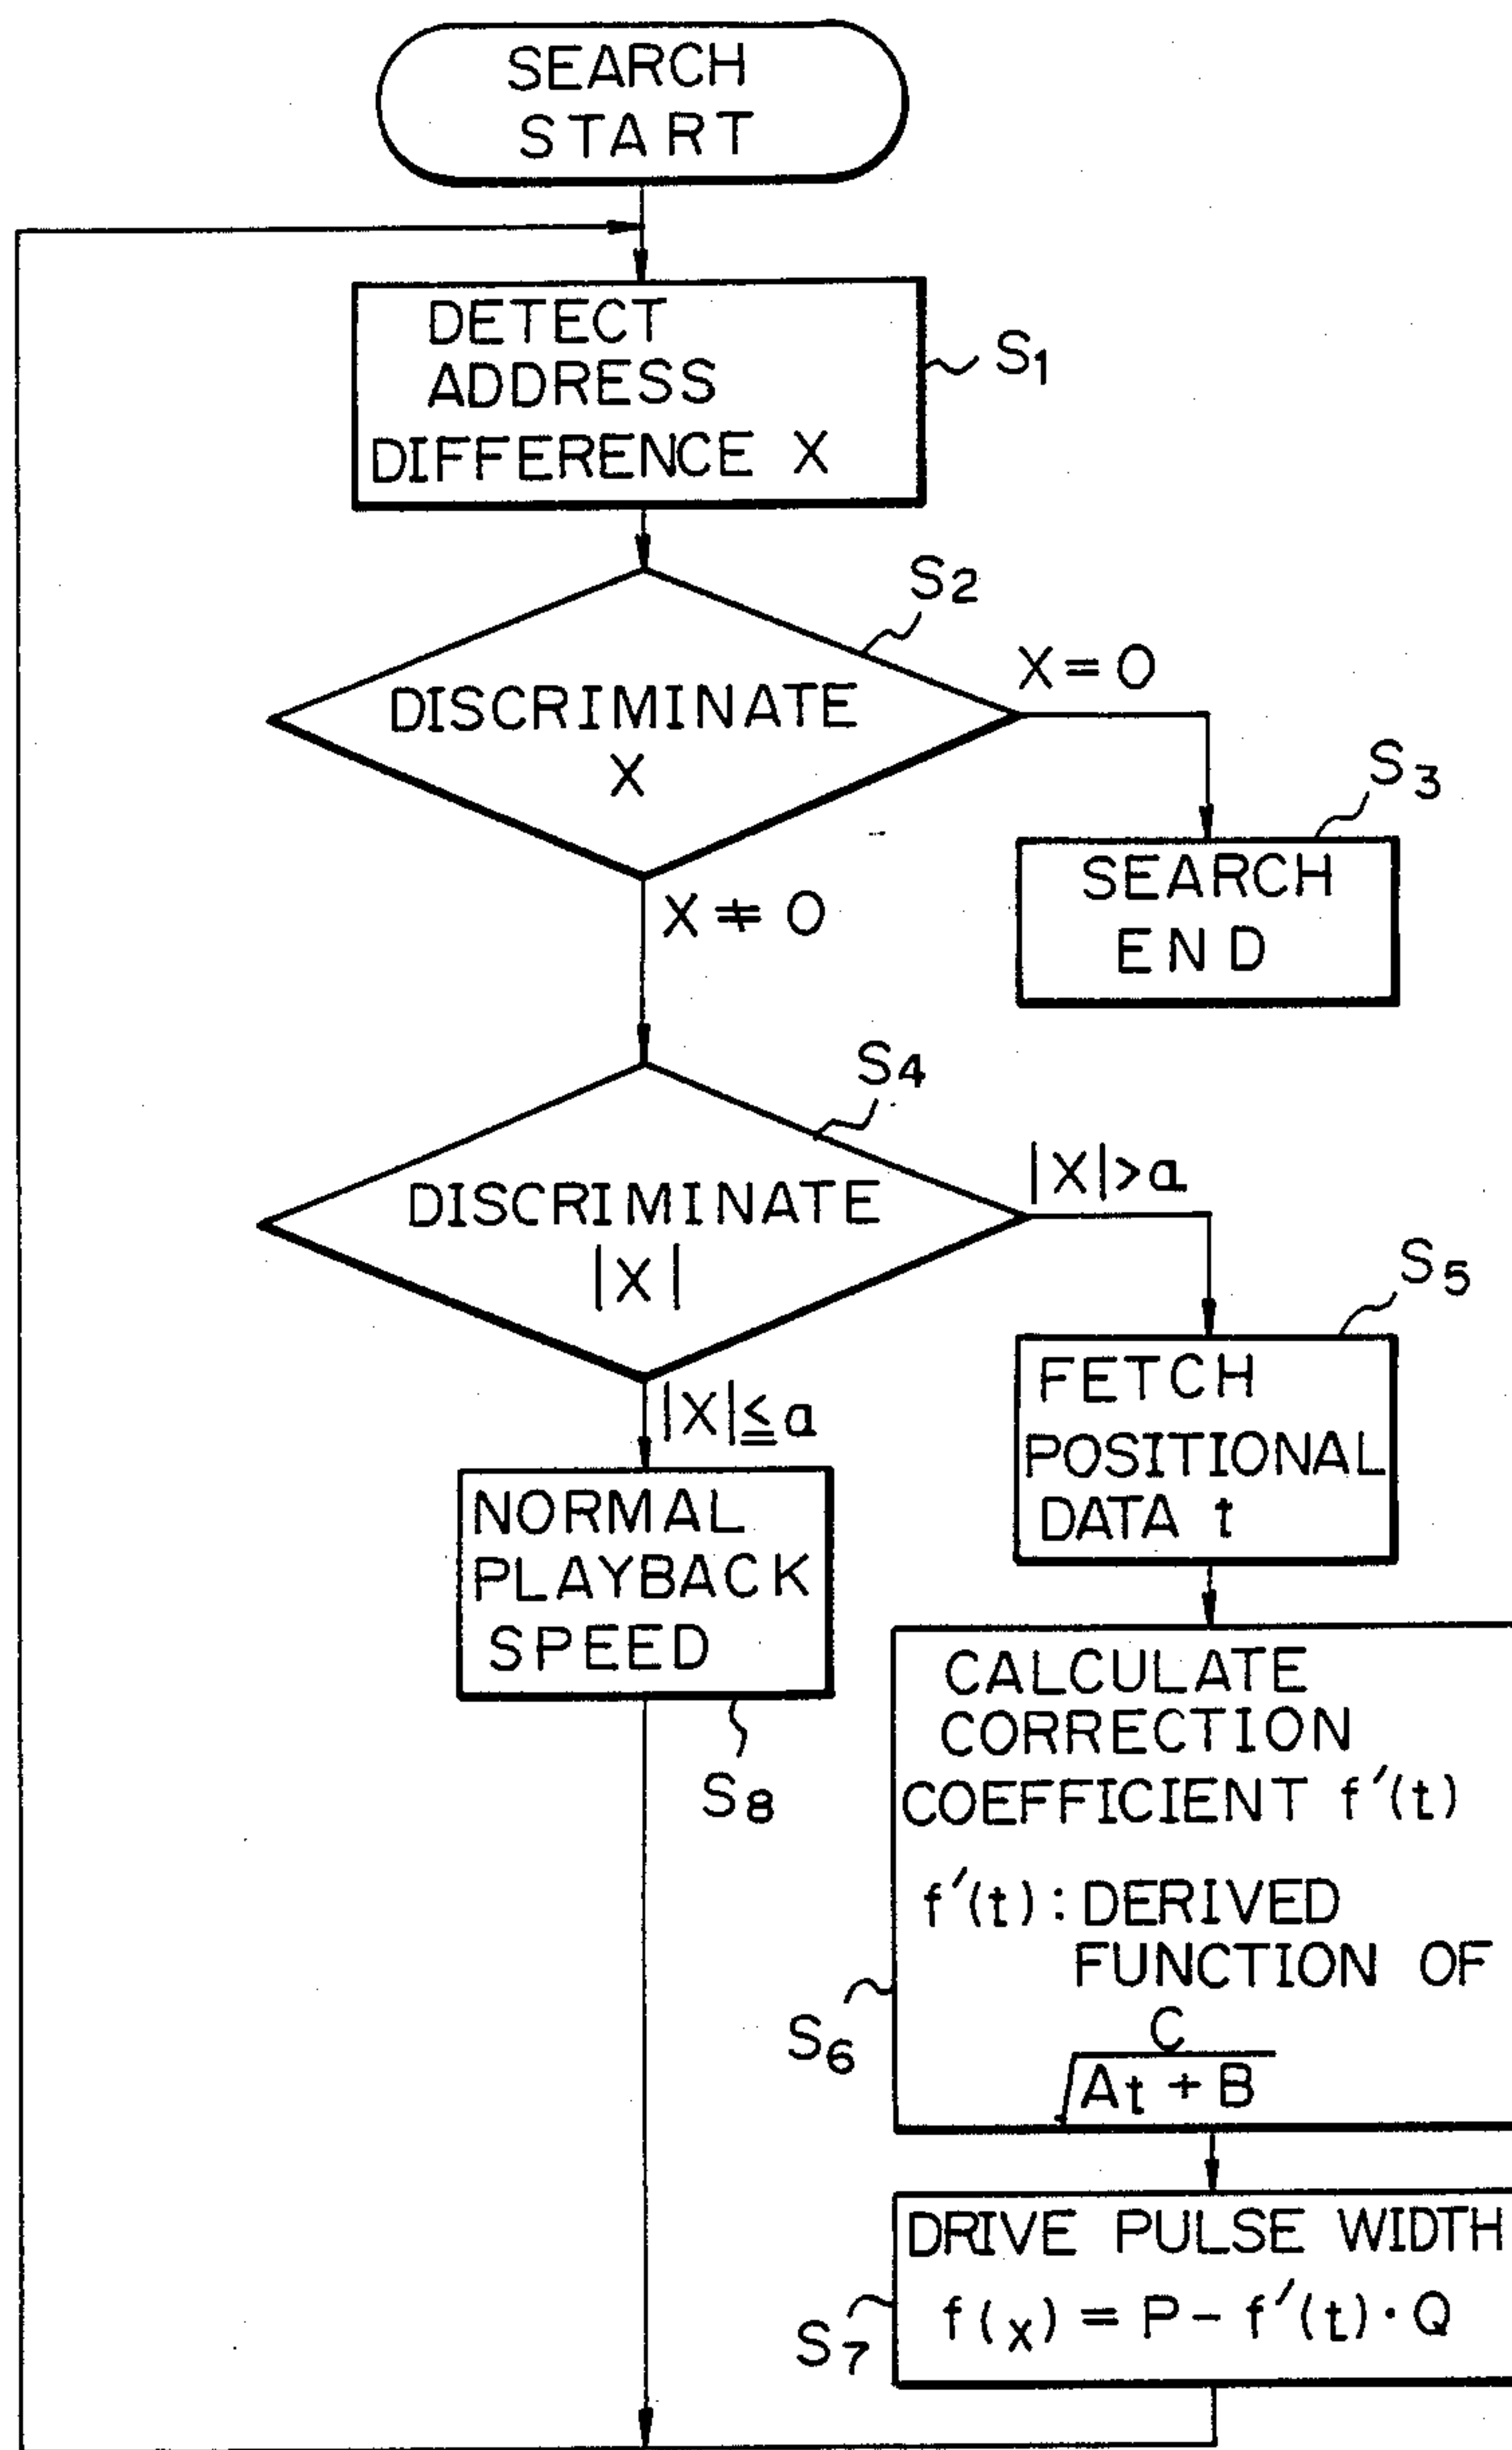 SEARCH
START
DETECT
ADDRESS
DIFFERENCE X
S1
S2
X = 0
DISCRIMINATE
X
S3
SEARCH
END
X ≠ 0
S4
|X| > a
DISCRIMINATE
|X|
S5
FETCH
POSITIONAL
DATA t
|X| ≦ a
NORMAL
PLAYBACK
SPEED
S8
CALCULATE
CORRECTION
COEFFICIENT f'(t)
f'(t) : DERIVED
FUNCTION OF
C
√At + B
S6
DRIVE PULSE WIDTH
f(x) = P - f'(t) · Q
S7